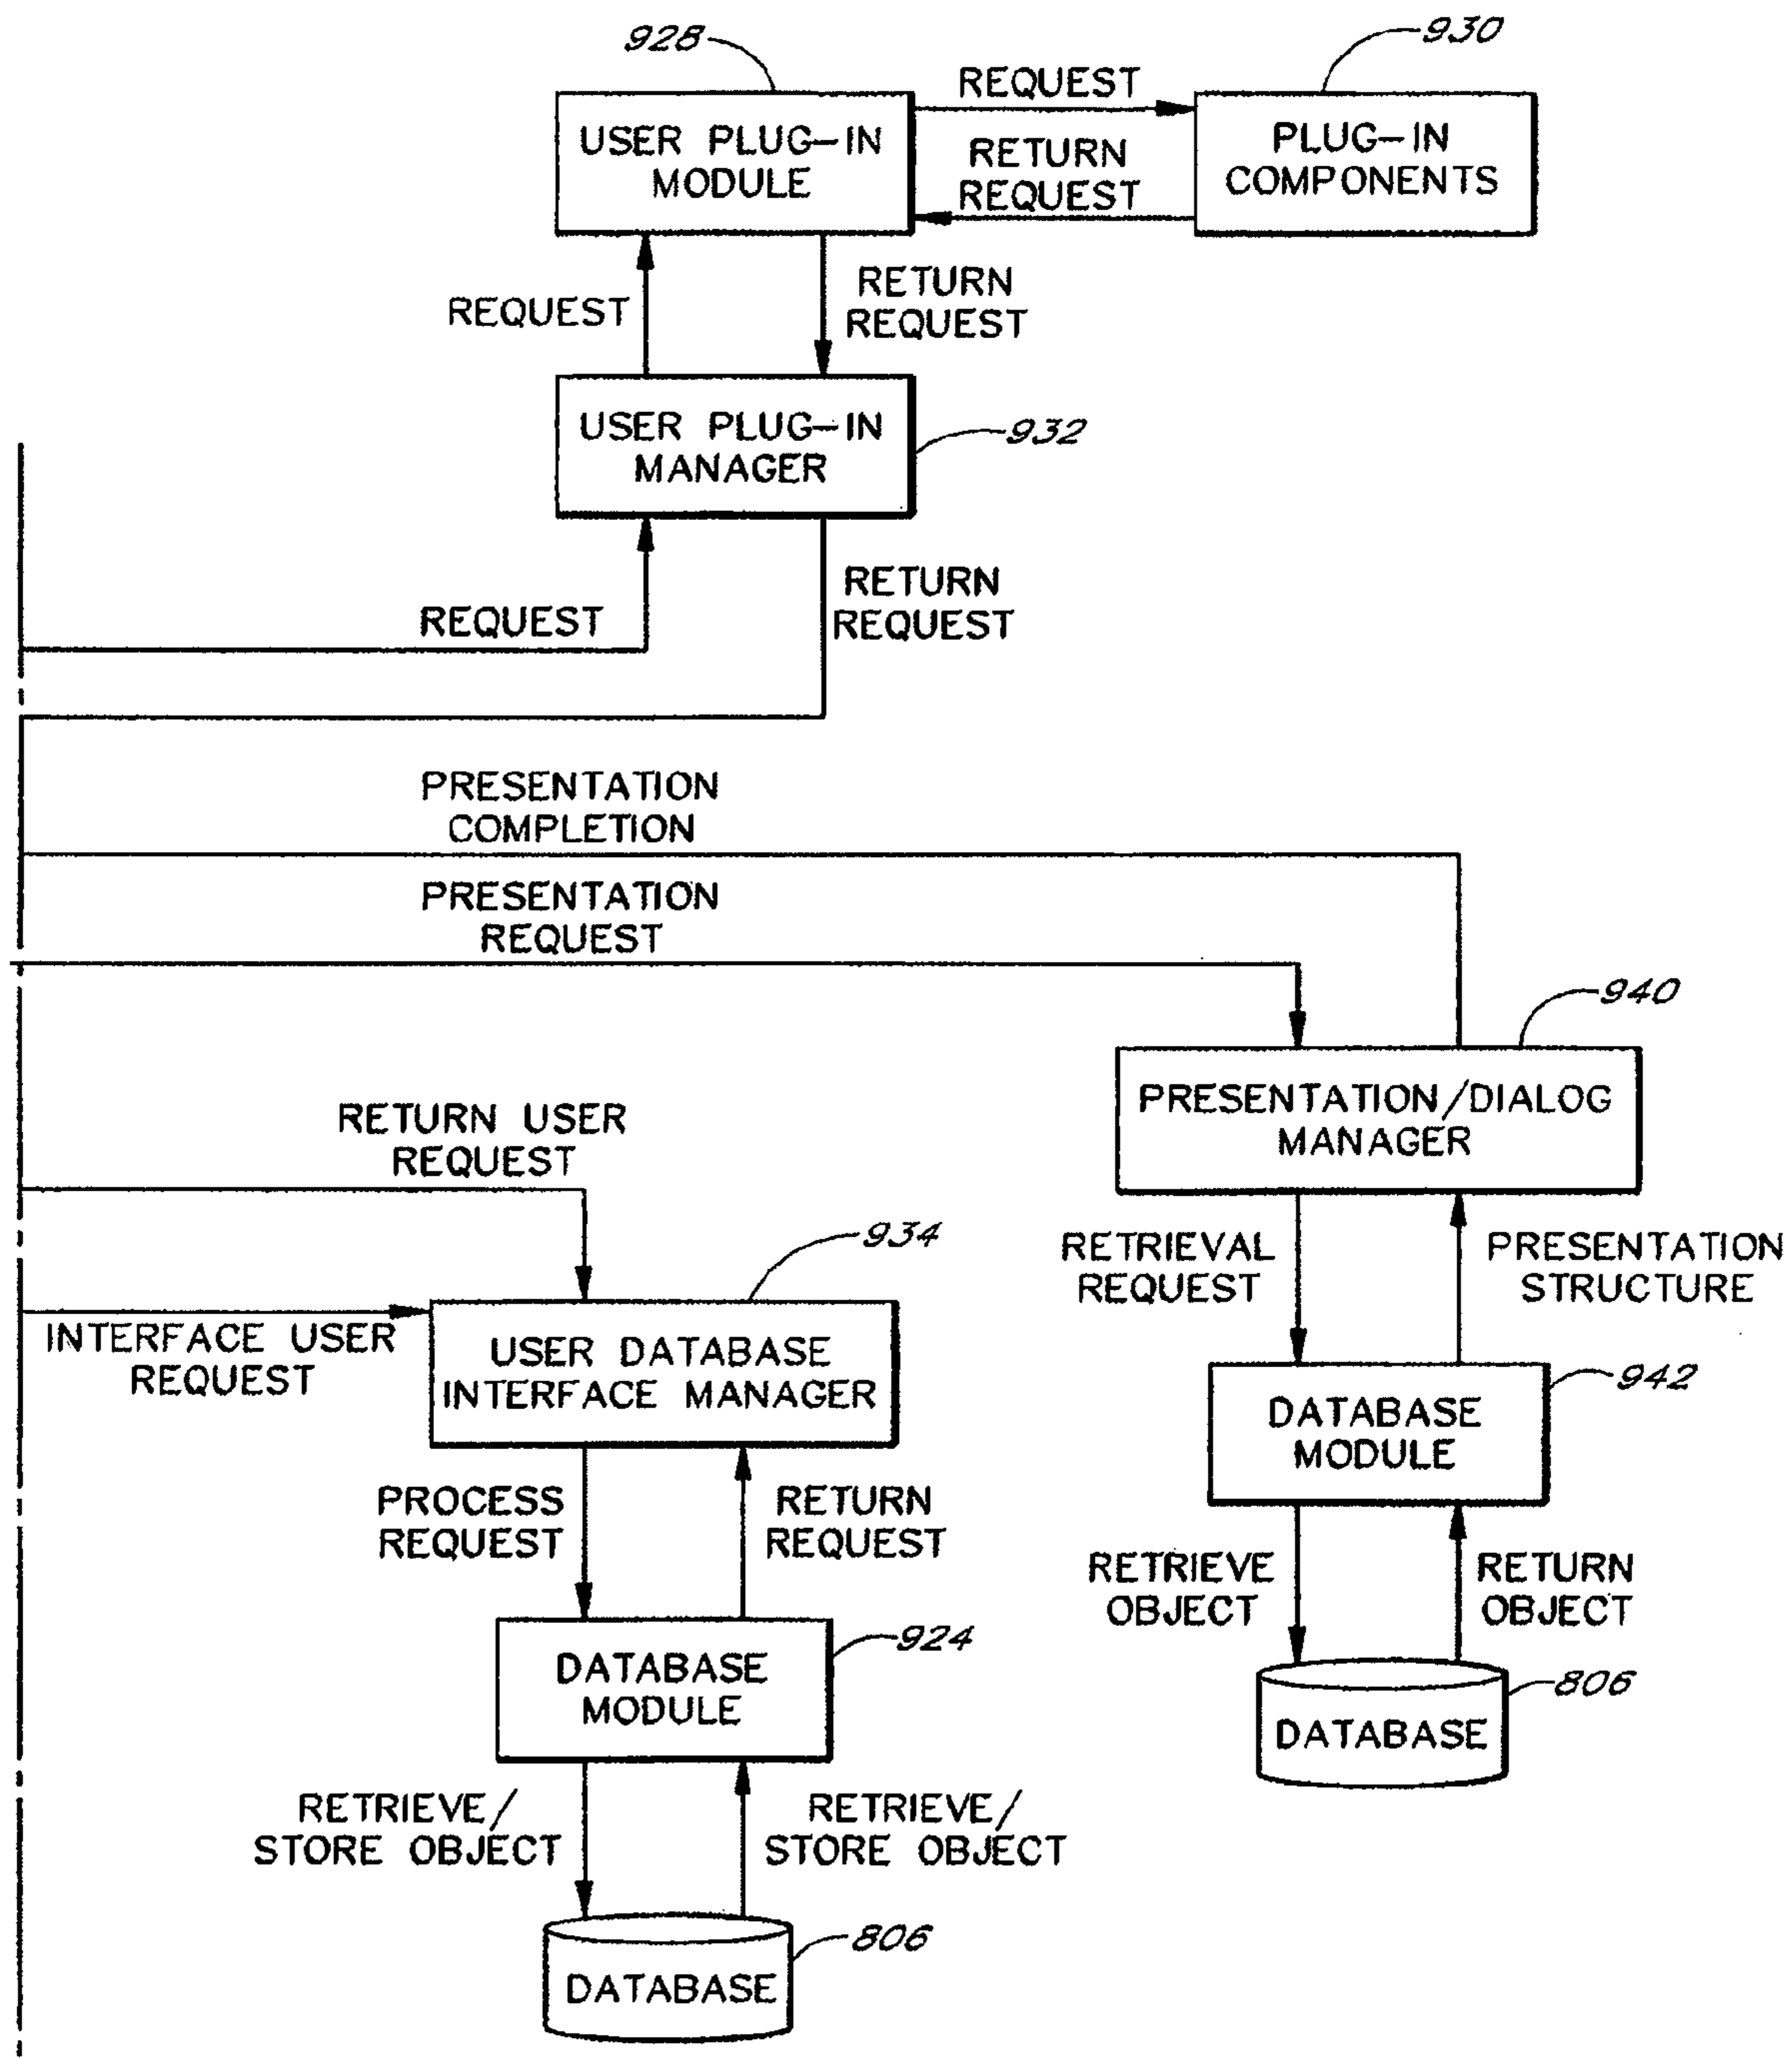 928
930
USER PLUG-IN
MODULE
REQUEST
RETURN
REQUEST
PLUG-IN
COMPONENTS
REQUEST
RETURN
REQUEST
USER PLUG-IN
MANAGER
932
REQUEST
RETURN
REQUEST
PRESENTATION
COMPLETION
PRESENTATION
REQUEST
940
PRESENTATION/DIALOG
MANAGER
RETURN USER
REQUEST
934
INTERFACE USER
REQUEST
USER DATABASE
INTERFACE MANAGER
RETRIEVAL
REQUEST
PRESENTATION
STRUCTURE
942
DATABASE
MODULE
PROCESS
REQUEST
RETURN
REQUEST
RETRIEVE
OBJECT
RETURN
OBJECT
924
DATABASE
MODULE
806
DATABASE
RETRIEVE/
STORE OBJECT
RETRIEVE/
STORE OBJECT
806
DATABASE